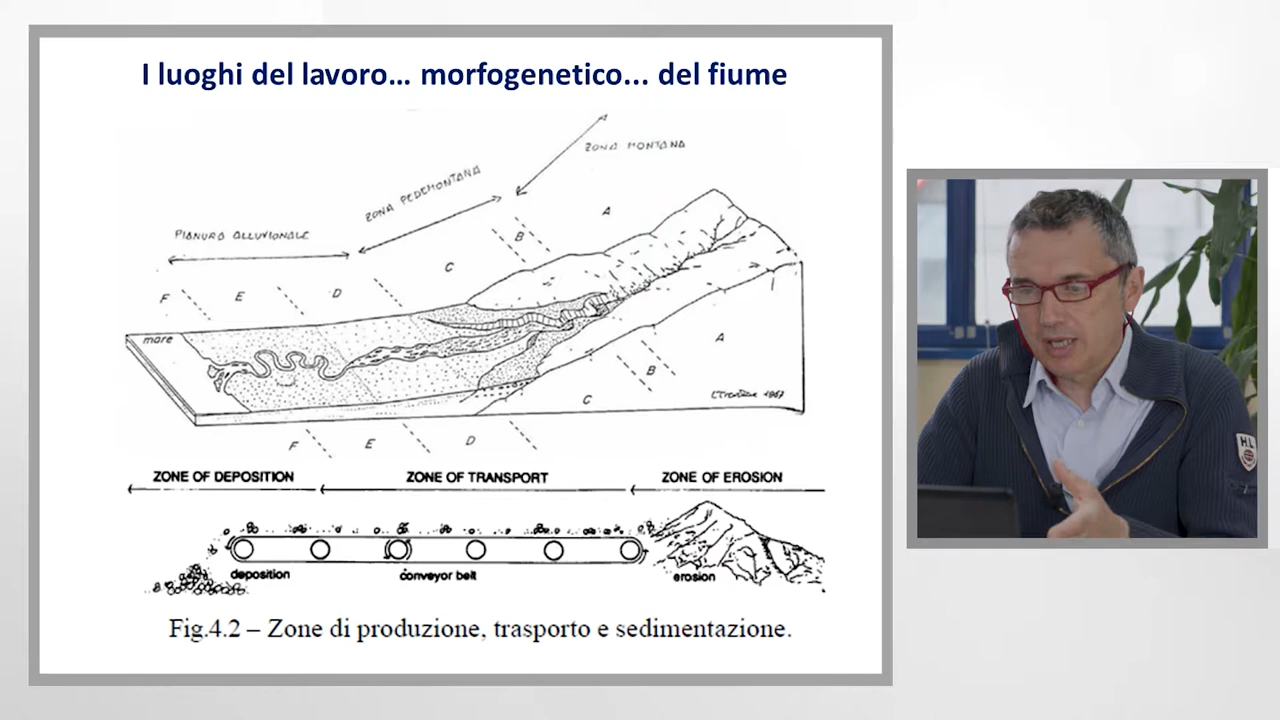 I luoghi del lavoro… morfogenetico... del fiume
ZONA MONTANA
ZONA PEDEMONTANA
PIANURA ALLUVIONALE
A
B
C
F E D
mare
A
B
C
1987
F E D
ZONE OF DEPOSITION ZONE OF TRANSPORT ZONE OF EROSION
deposition conveyor belt erosion
Fig.4.2 – Zone di produzione, trasporto e sedimentazione.
H.L